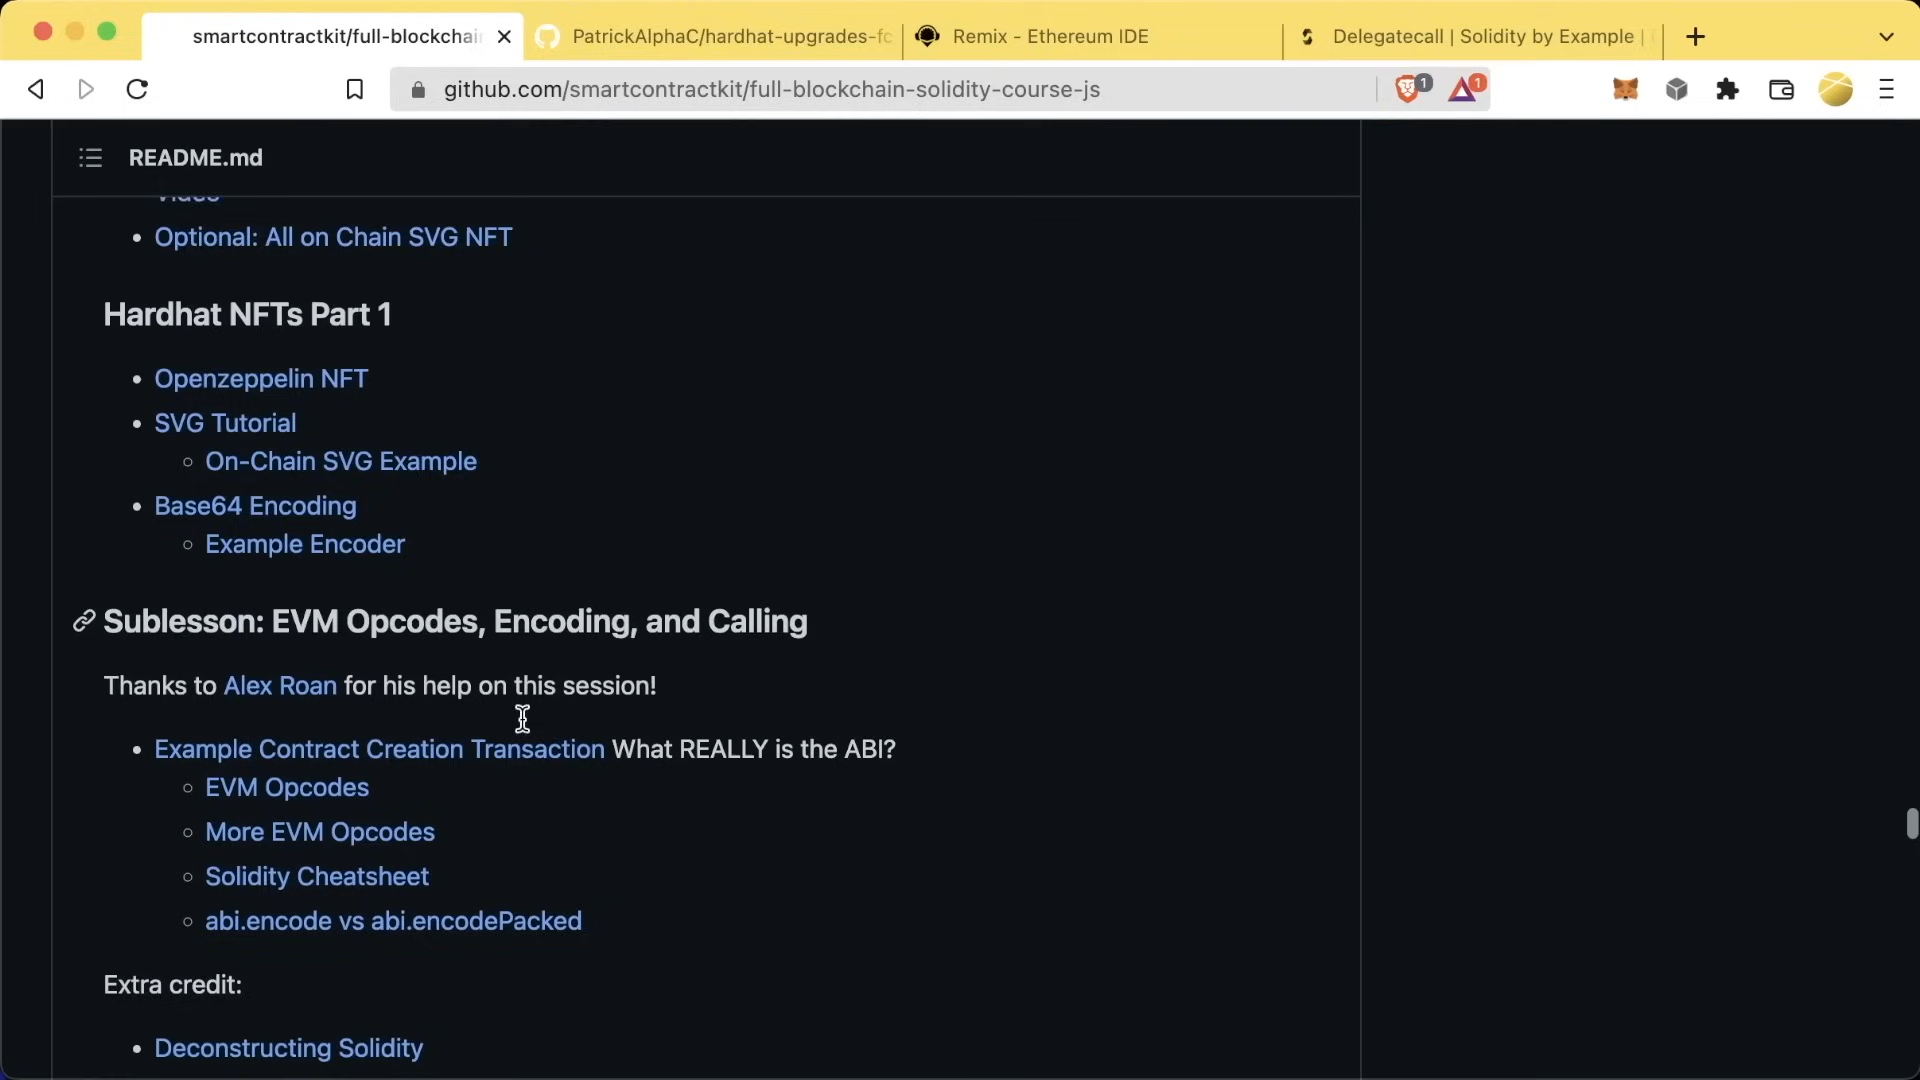 smartcontractkit/full-blockchai
PatrickAlphaC/hardhat-upgrades-fc
Remix - Ethereum IDE
Delegatecall | Solidity by Example |
github.com/smartcontractkit/full-blockchain-solidity-course-js
1
1
README.md
Video
Optional: All on Chain SVG NFT
Hardhat NFTs Part 1
Openzeppelin NFT
SVG Tutorial
On-Chain SVG Example
Base64 Encoding
Example Encoder
Sublesson: EVM Opcodes, Encoding, and Calling
Thanks to Alex Roan for his help on this session!
Example Contract Creation Transaction What REALLY is the ABI?
EVM Opcodes
More EVM Opcodes
Solidity Cheatsheet
abi.encode vs abi.encodePacked
Extra credit:
Deconstructing Solidity